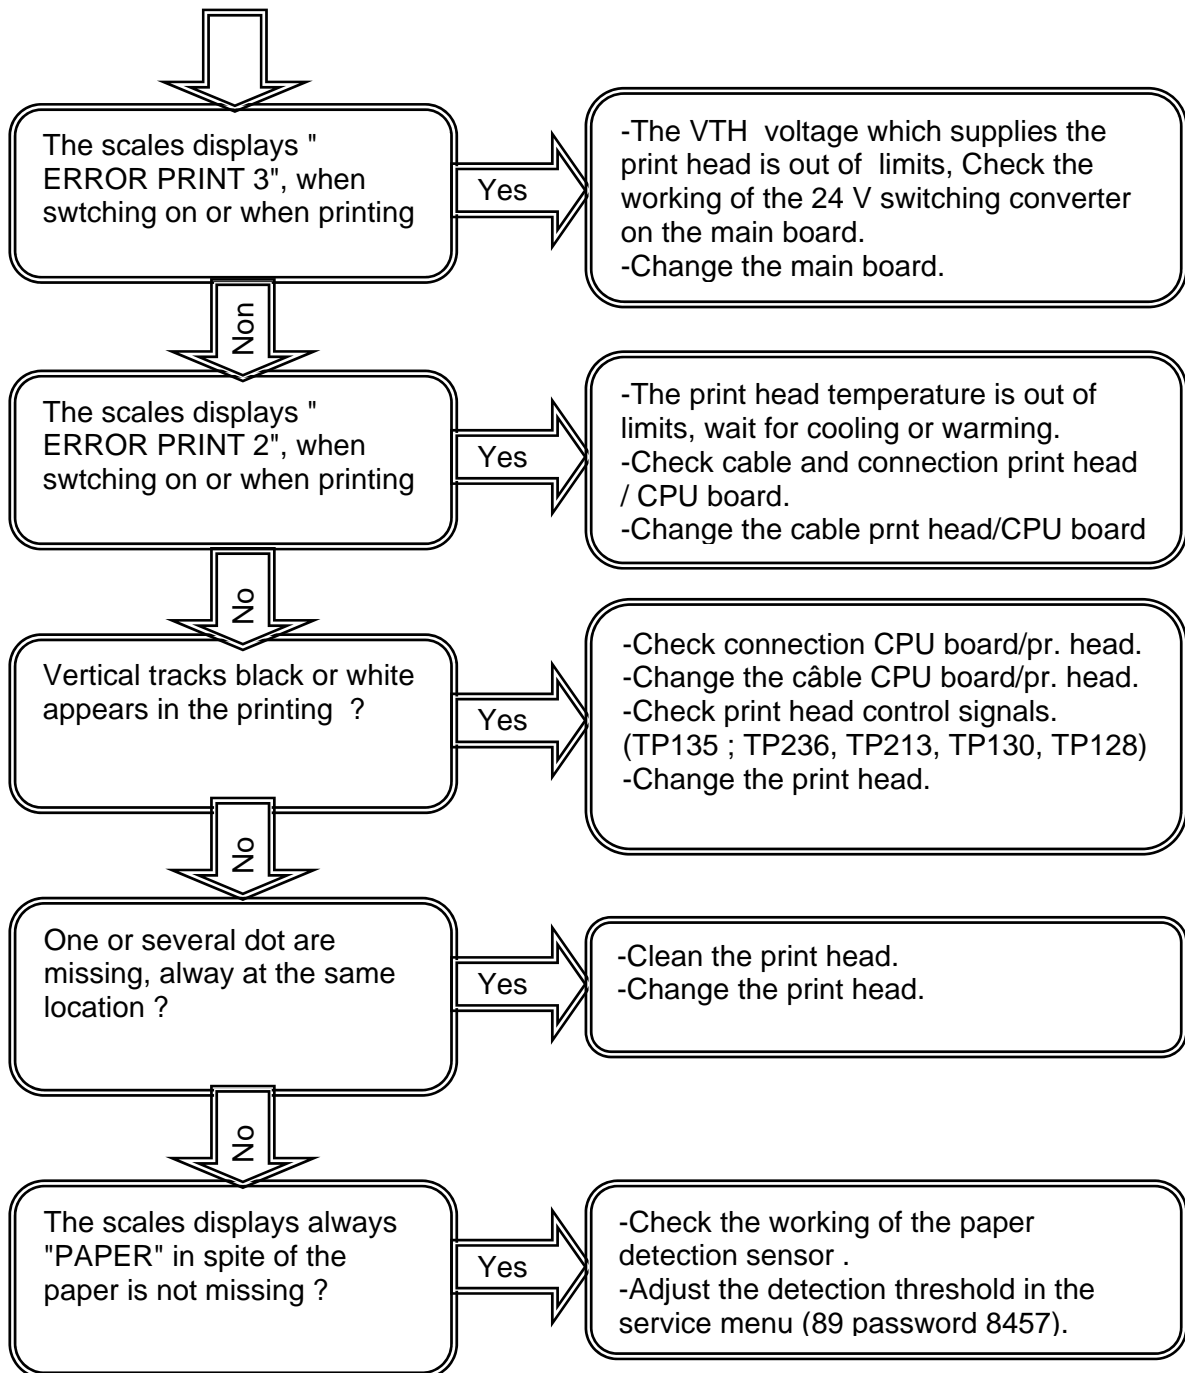 The scales displays "
ERROR PRINT 3", when
swtching on or when printing
Yes
-The VTH voltage which supplies the
print head is out of limits, Check the
working of the 24 V switching converter
on the main board.
-Change the main board.
Non
The scales displays "
ERROR PRINT 2", when
swtching on or when printing
Yes
-The print head temperature is out of
limits, wait for cooling or warming.
-Check cable and connection print head
/ CPU board.
-Change the cable prnt head/CPU board
No
Vertical tracks black or white
appears in the printing ?
Yes
-Check connection CPU board/pr. head.
-Change the câble CPU board/pr. head.
-Check print head control signals.
(TP135 ; TP236, TP213, TP130, TP128)
-Change the print head.
No
One or several dot are
missing, alway at the same
location ?
Yes
-Clean the print head.
-Change the print head.
No
The scales displays always
"PAPER" in spite of the
paper is not missing ?
Yes
-Check the working of the paper
detection sensor .
-Adjust the detection threshold in the
service menu (89 password 8457).